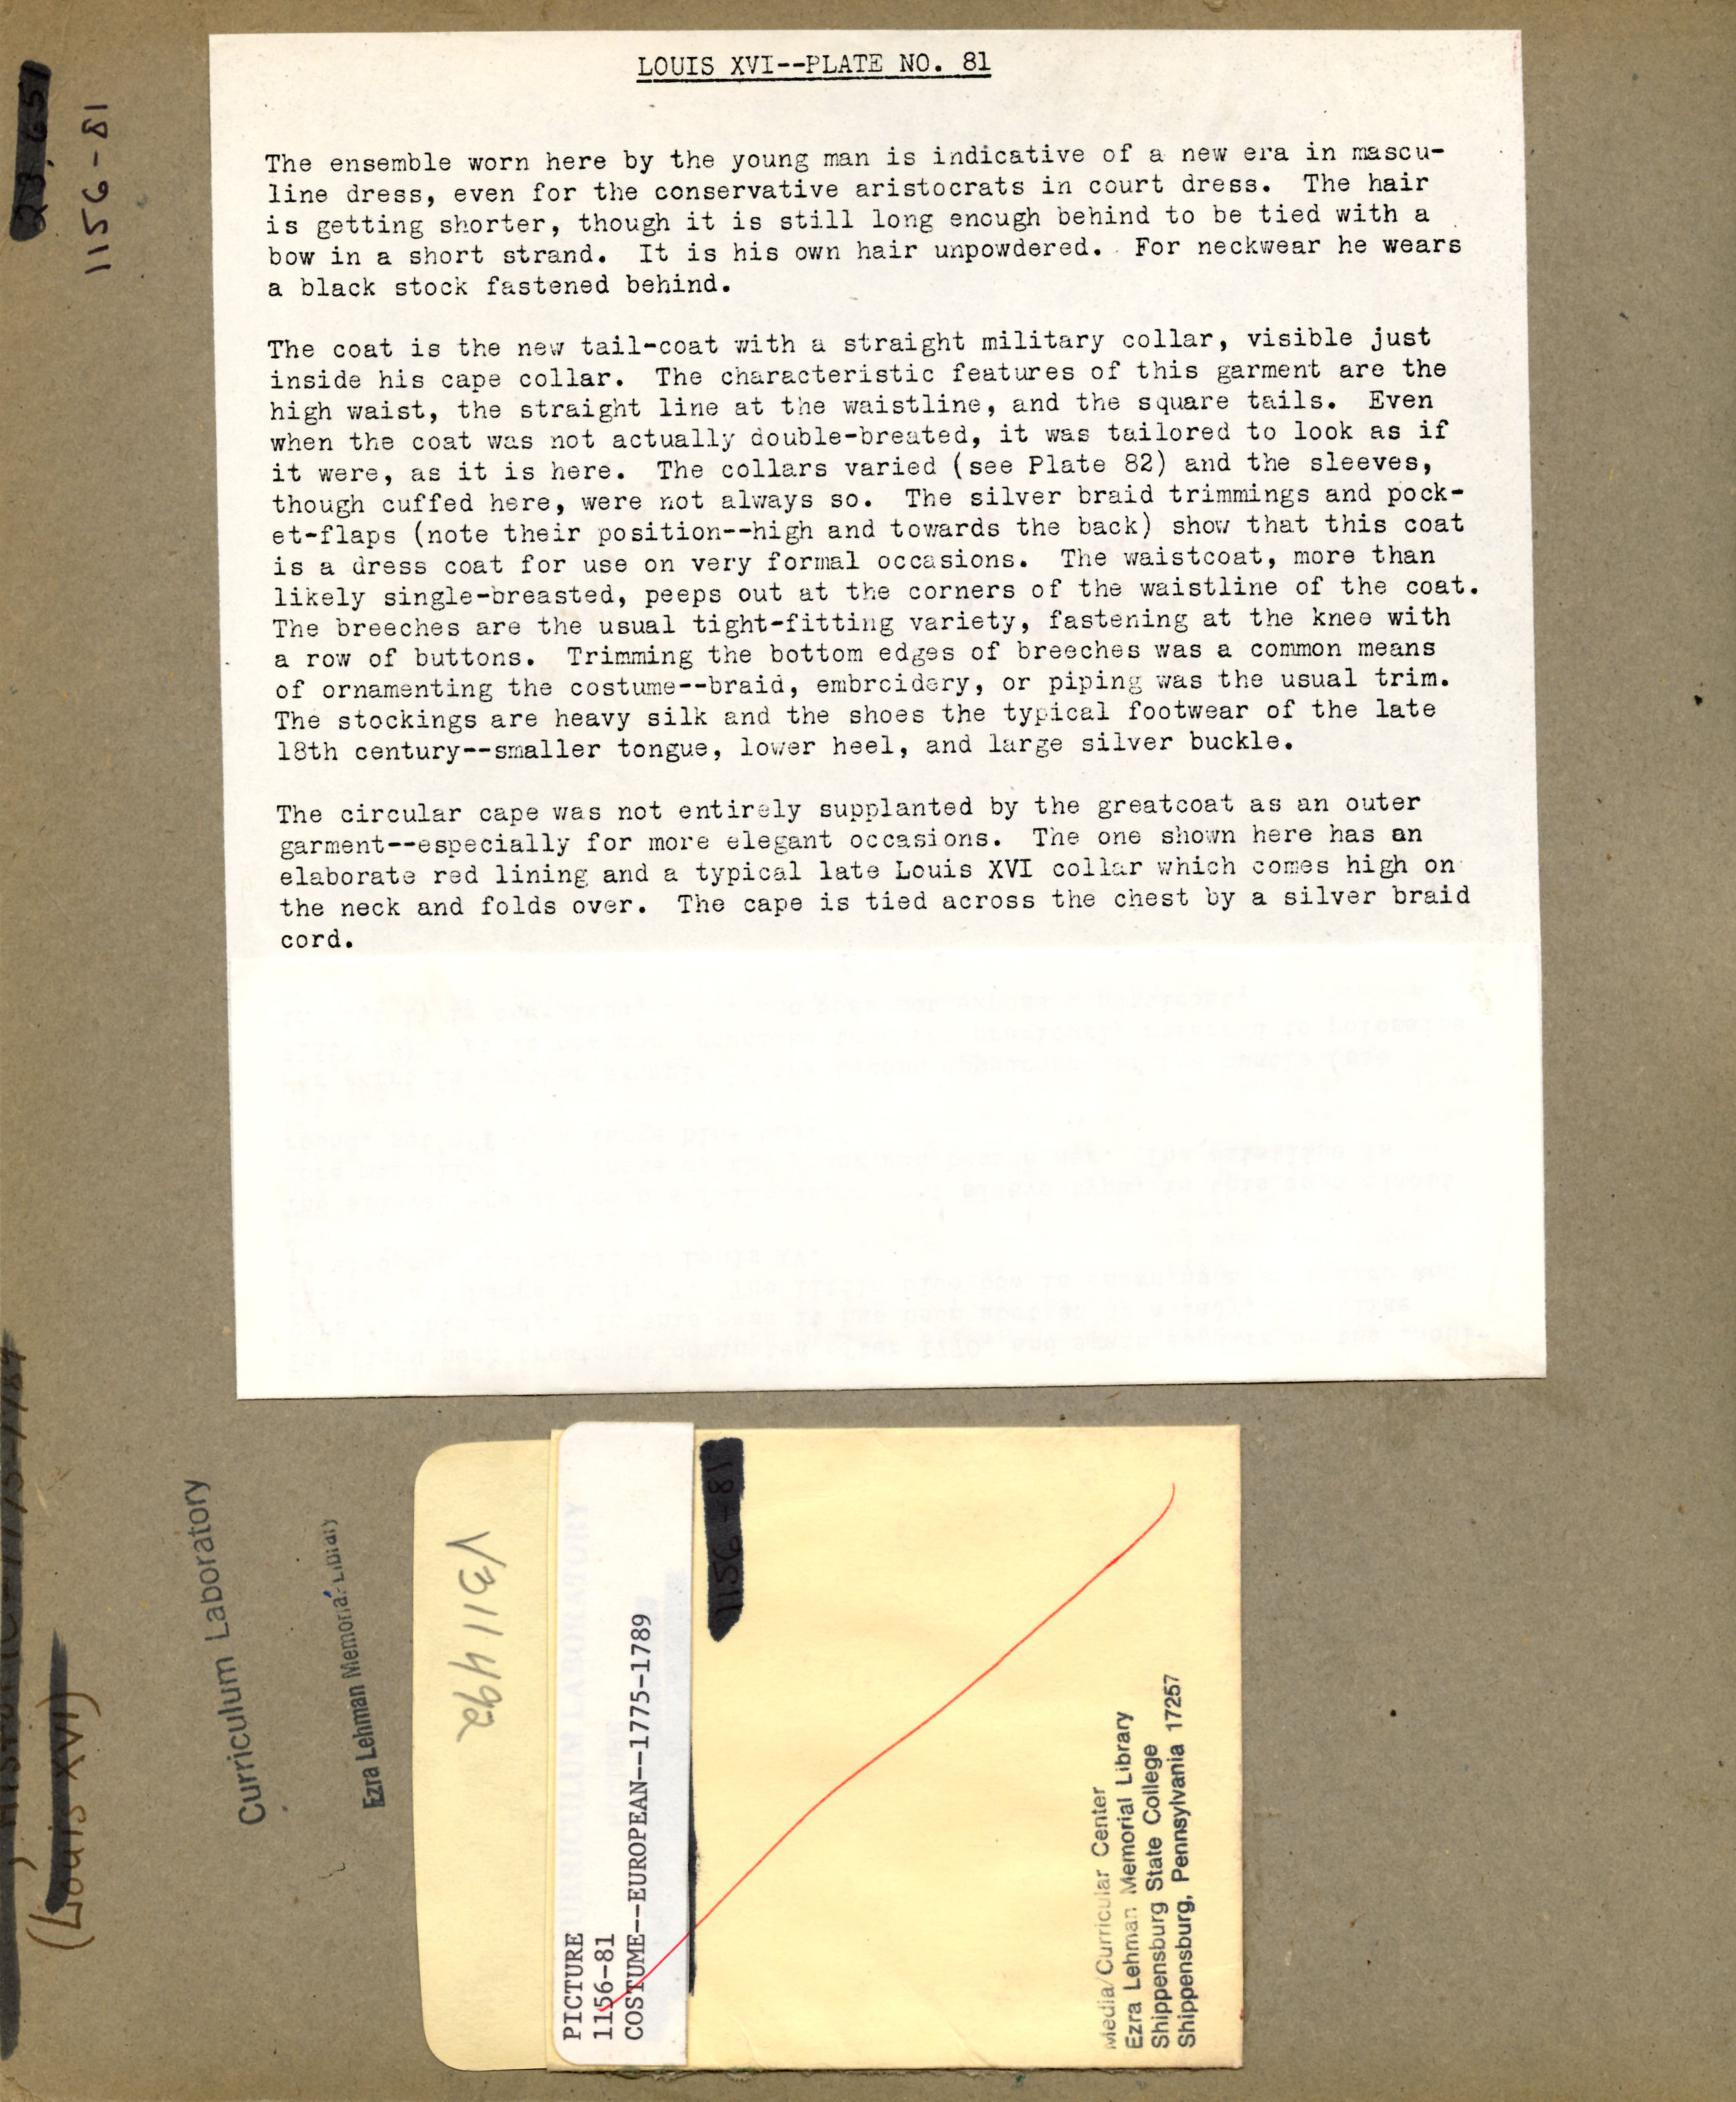 LOUIS XVI--PLATE NO. 81
The ensemble worn here by the young man is indicative of a new era in mascu-
line dress, even for the conservative aristocrats in court dress. The hair
is getting shorter, though it is still long enough behind to be tied with a
bow in a short strand. It is his own hair unpowdered. For neckwear he wears
a black stock fastened behind.
The coat is the new tail-coat with a straight military collar, visible just
inside his cape collar. The characteristic features of this garment are the
high waist, the straight line at the waistline, and the square tails. Even
when the coat was not actually double-breated, it was tailored to look as if
it were, as it is here. The collars varied (see Plate 82) and the sleeves,
though cuffed here, were not always so. The silver braid trimmings and pock-
et-flaps (note their position--high and towards the back) show that this coat
is a dress coat for use on very formal occasions. The waistcoat, more than
likely single-breasted, peeps out at the corners of the waistline of the coat.
The breeches are the usual tight-fitting variety, fastening at the knee with
a row of buttons. Trimming the bottom edges of breeches was a common means
of ornamenting the costume--braid, embrcidery, or piping was the usual trim.
The stockings are heavy silk and the shoes the typical footwear of the late
18th century--smaller tongue, lower heel, and large silver buckle.
The circular cape was not entirely supplanted by the greatcoat as an outer
garment--especially for more elegant occasions. The one shown here has an
elaborate red lining and a typical late Louis XVI collar which comes high on
the neck and folds over. The cape is tied across the chest by a silver braid
cord.
1156-81
(Louis XVI)
Curriculum Laboratory
Ezra Lehman Memorial Library
V311492
PICTURE
1156-81
COSTUME--EUROPEAN--1775-1789
CURRICULUM LABORATORY
1156-81
Media/Curricular Center
Ezra Lehman Memorial Library
Shippensburg State College
Shippensburg, Pennsylvania 17257